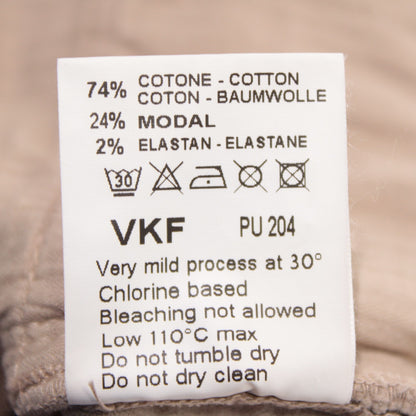 74% COTONE - COTTON
COTON - BAUMWOLLE
24% MODAL
2% ELASTAN - ELASTANE
30
VKF PU 204
Very mild process at 30°
Chlorine based
Bleaching not allowed
Low 110°C max
Do not tumble dry
Do not dry clean